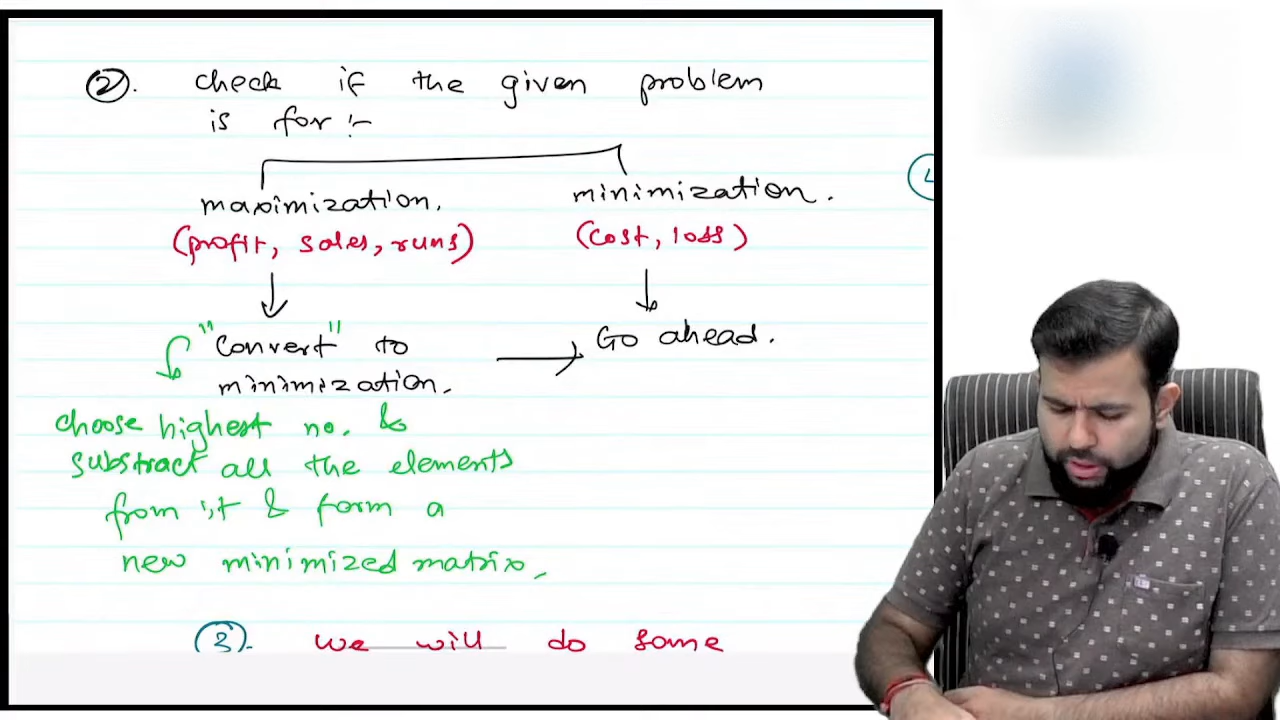 2. check if the given problem
is for :-
maximization. minimization.
(profit, sales, runs) (cost, loss)
"Convert" to Go ahead.
minimization.
choose highest no. &
substract all the elements
from it & form a
new minimized matrix.
3. we will do some
4